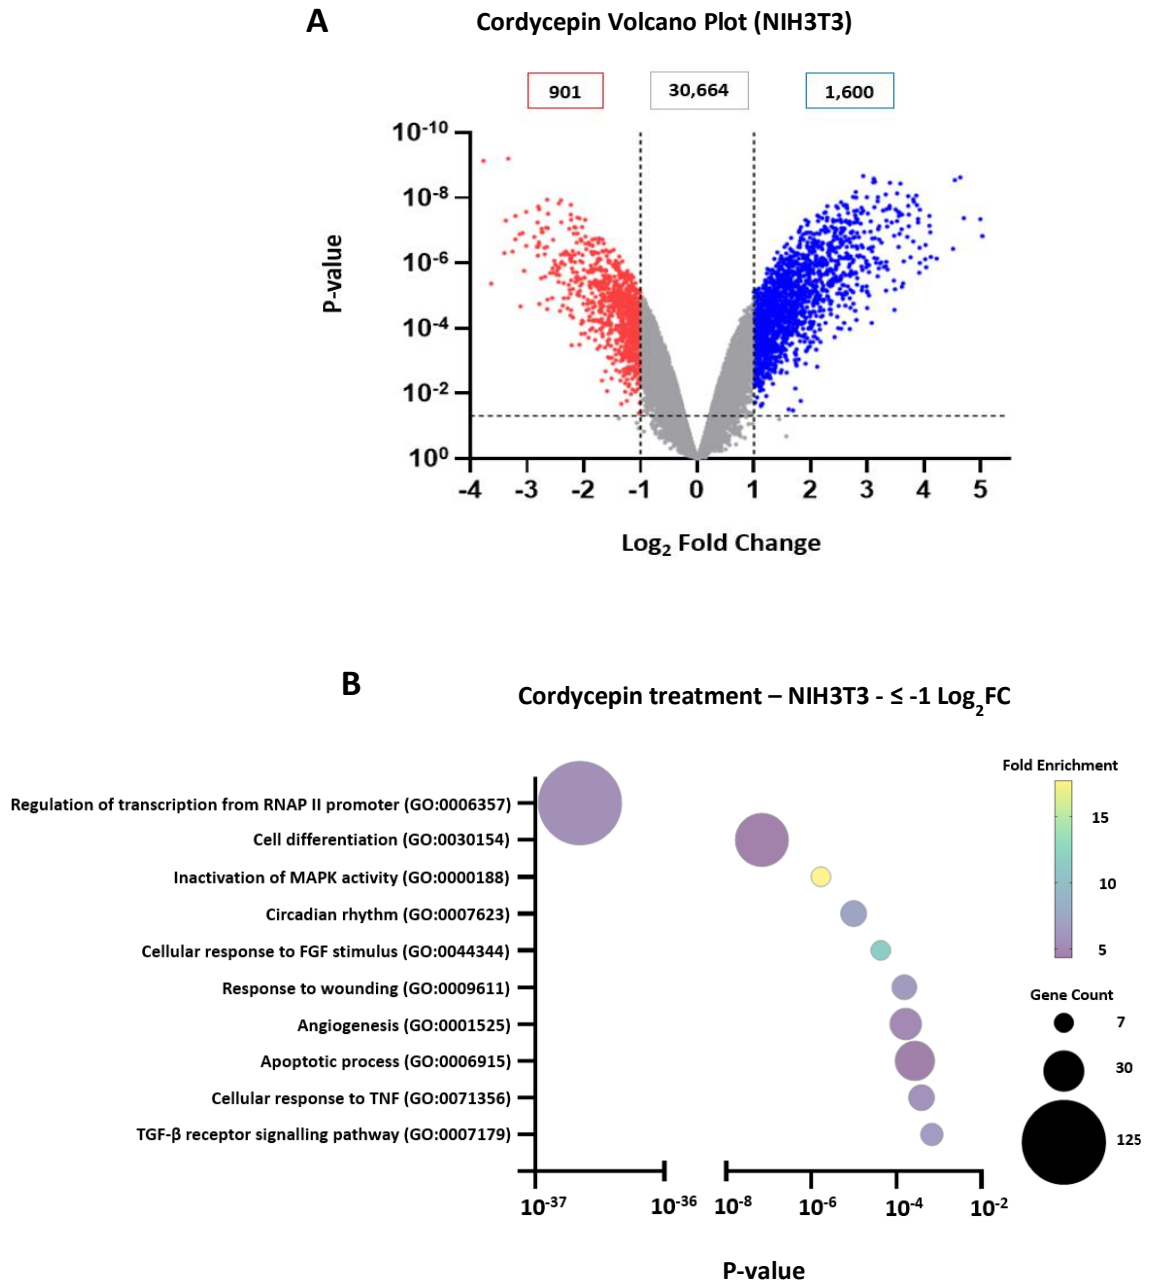 A
Cordycepin Volcano Plot (NIH3T3)
901
30,664
1,600
10-10
10-8
10-6
10-4
10-2
100
P-value
-4 -3 -2 -1 0 1 2 3 4 5
Log2 Fold Change
B
Cordycepin treatment – NIH3T3 - ≤ -1 Log2FC
Regulation of transcription from RNAP II promoter (GO:0006357)
Cell differentiation (GO:0030154)
Inactivation of MAPK activity (GO:0000188)
Circadian rhythm (GO:0007623)
Cellular response to FGF stimulus (GO:0044344)
Response to wounding (GO:0009611)
Angiogenesis (GO:0001525)
Apoptotic process (GO:0006915)
Cellular response to TNF (GO:0071356)
TGF-β receptor signalling pathway (GO:0007179)
10-37 10-36 10-8 10-6 10-4 10-2
P-value
Fold Enrichment
15
10
5
Gene Count
7
30
125